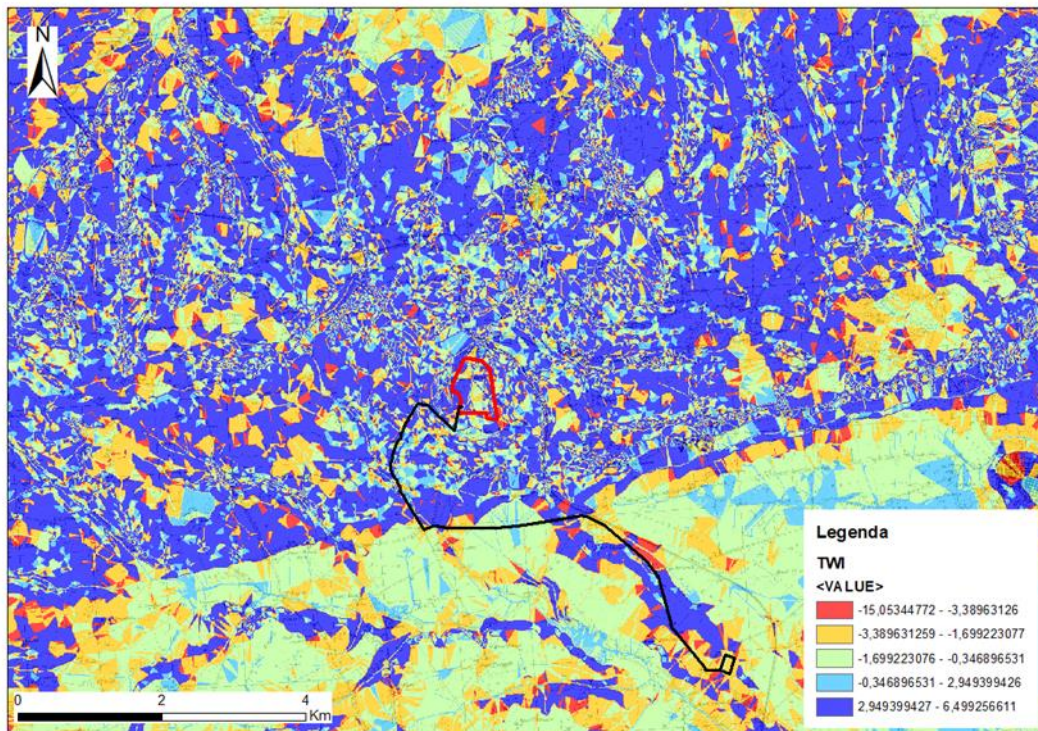 N
Legenda
TWI
<VALUE>
-15,05344772 - -3,38963126
-3,389631259 - -1,699223077
-1,699223076 - -0,346896531
-0,346896531 - 2,949399426
2,949399427 - 6,499256611
0 2 4
Km